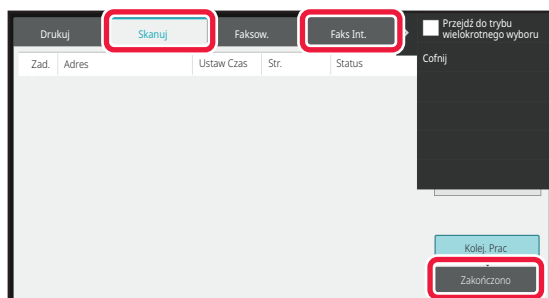 Drukuj Skanuj Faksow. Faks Int.
Przejdź do trybu
wielokrotnego wyboru
Zad. Adres Ustaw Czas Str. Status
Cofnij
Kolej. Prac
Zakończono